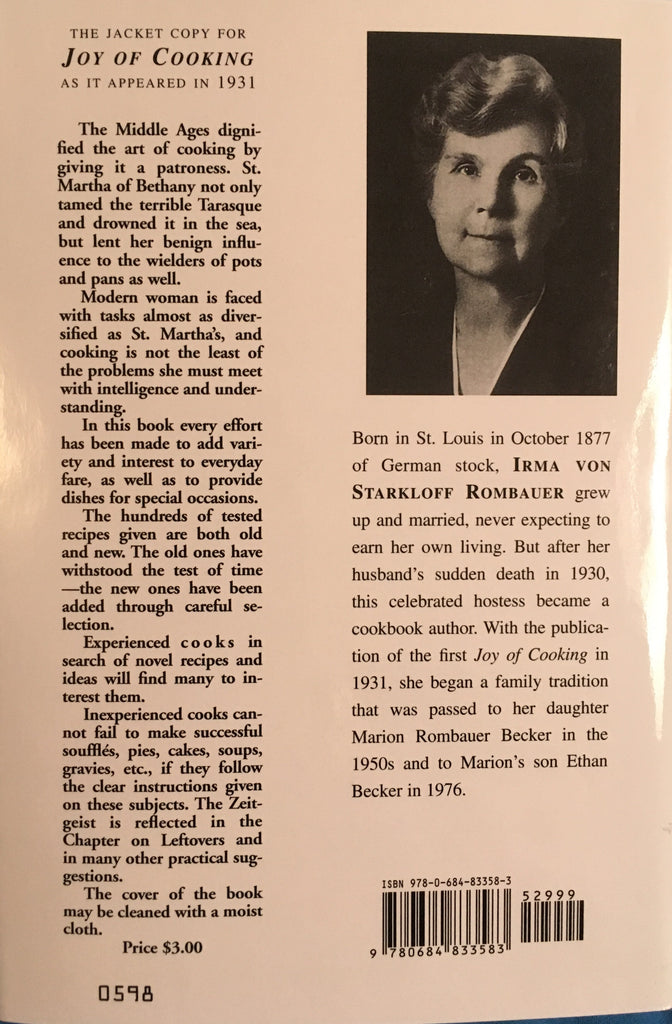 THE JACKET COPY FOR
JOY OF COOKING
AS IT APPEARED IN 1931
The Middle Ages digni-
fied the art of cooking by
giving it a patroness. St.
Martha of Bethany not only
tamed the terrible Tarasque
and drowned it in the sea,
but lent her benign influ-
ence to the wielders of pots
and pans as well.
Modern woman is faced
with tasks almost as diver-
sified as St. Martha's, and
cooking is not the least of
the problems she must meet
with intelligence and under-
standing.
In this book every effort
has been made to add vari-
ety and interest to everyday
fare, as well as to provide
dishes for special occasions.
The hundreds of tested
recipes given are both old
and new. The old ones have
withstood the test of time
—the new ones have been
added through careful se-
lection.
Experienced cooks in
search of novel recipes and
ideas will find many to in-
terest them.
Inexperienced cooks can-
not fail to make successful
soufflés, pies, cakes, soups,
gravies, etc., if they follow
the clear instructions given
on these subjects. The Zeit-
geist is reflected in the
Chapter on Leftovers and
in many other practical sug-
gestions.
The cover of the book
may be cleaned with a moist
cloth.
Price $3.00
0598
Born in St. Louis in October 1877
of German stock, IRMA VON
STARKLOFF ROMBAUER grew
up and married, never expecting to
earn her own living. But after her
husband's sudden death in 1930,
this celebrated hostess became a
cookbook author. With the publica-
tion of the first Joy of Cooking in
1931, she began a family tradition
that was passed to her daughter
Marion Rombauer Becker in the
1950s and to Marion's son Ethan
Becker in 1976.
ISBN 978-0-684-83358-3
52999
9 780684 833583